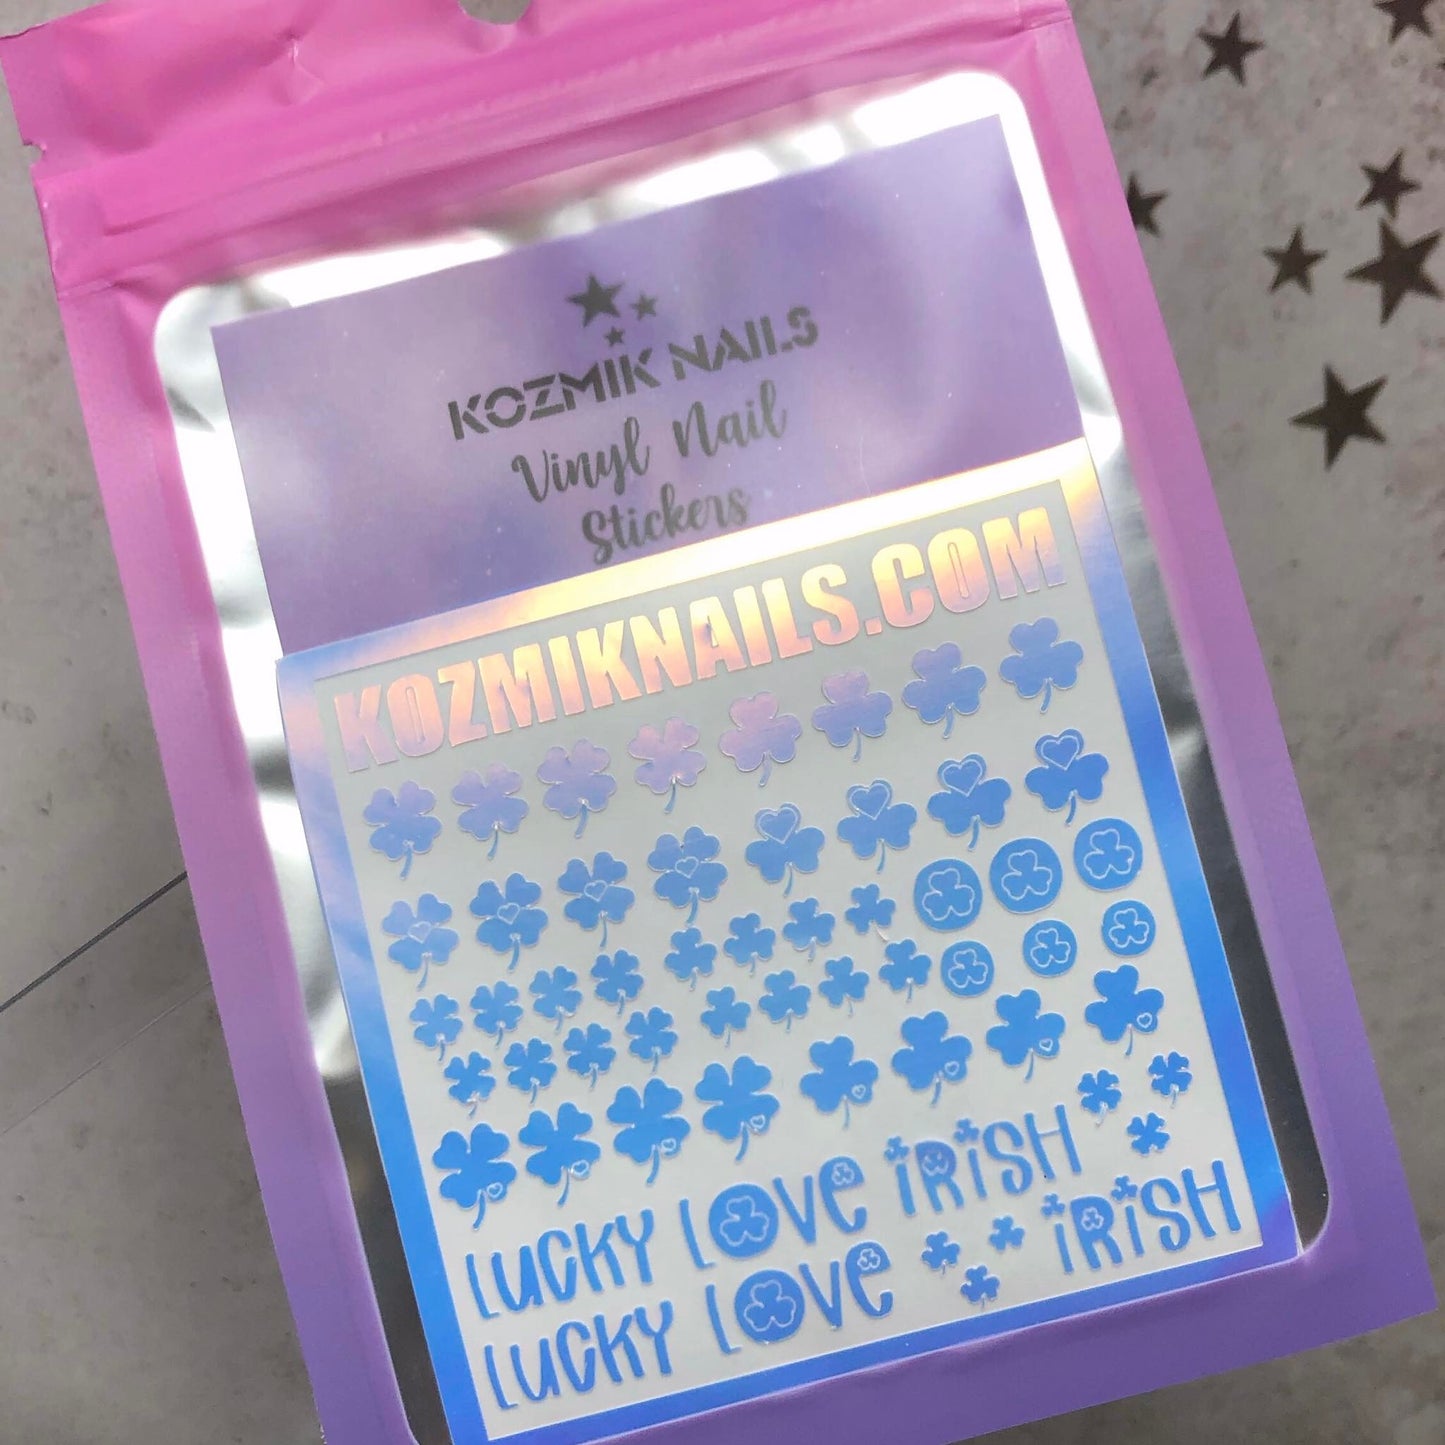 KOZMIK NAILS
Vinyl Nail
Stickers
KOZMIKNAILS.COM
LUCKY LOVE iRiSH
LUCKY LOVE iRiSH